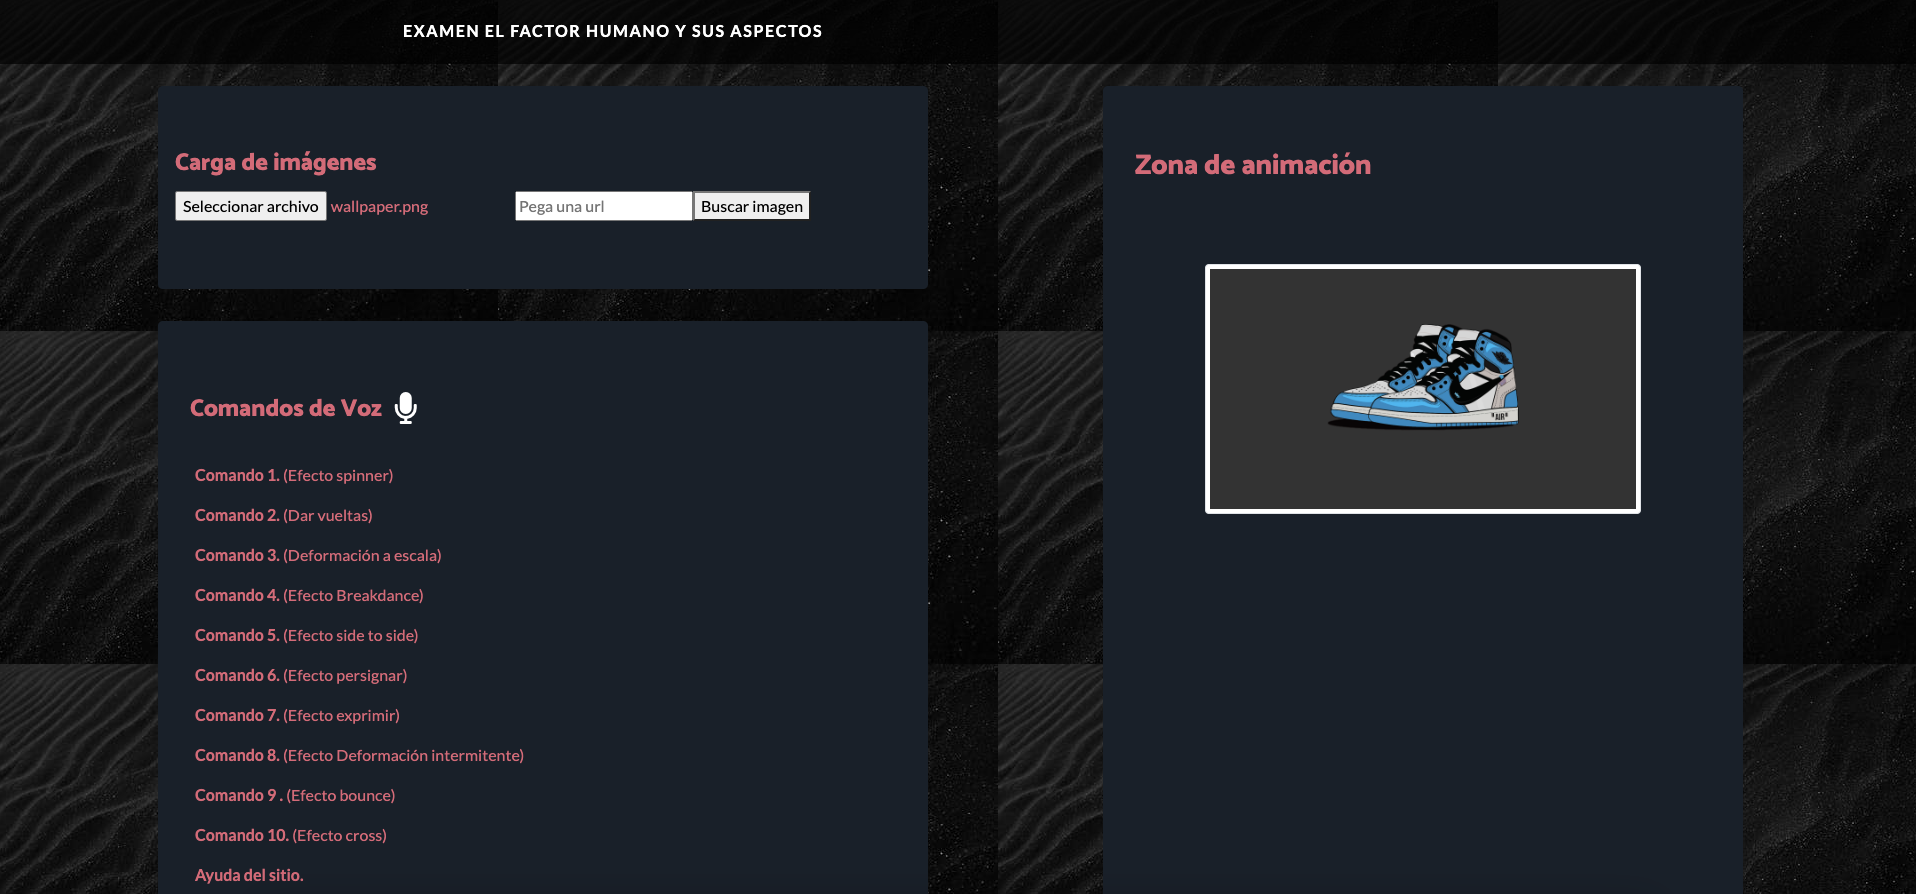 EXAMEN EL FACTOR HUMANO Y SUS ASPECTOS
Carga de imágenes
Seleccionar archivo wallpaper.png
Pega una url
Buscar imagen
Comandos de Voz
Comando 1. (Efecto spinner)
Comando 2. (Dar vueltas)
Comando 3. (Deformación a escala)
Comando 4. (Efecto Breakdance)
Comando 5. (Efecto side to side)
Comando 6. (Efecto persignar)
Comando 7. (Efecto exprimir)
Comando 8. (Efecto Deformación intermitente)
Comando 9 . (Efecto bounce)
Comando 10. (Efecto cross)
Ayuda del sitio.
Zona de animación
"AIR"